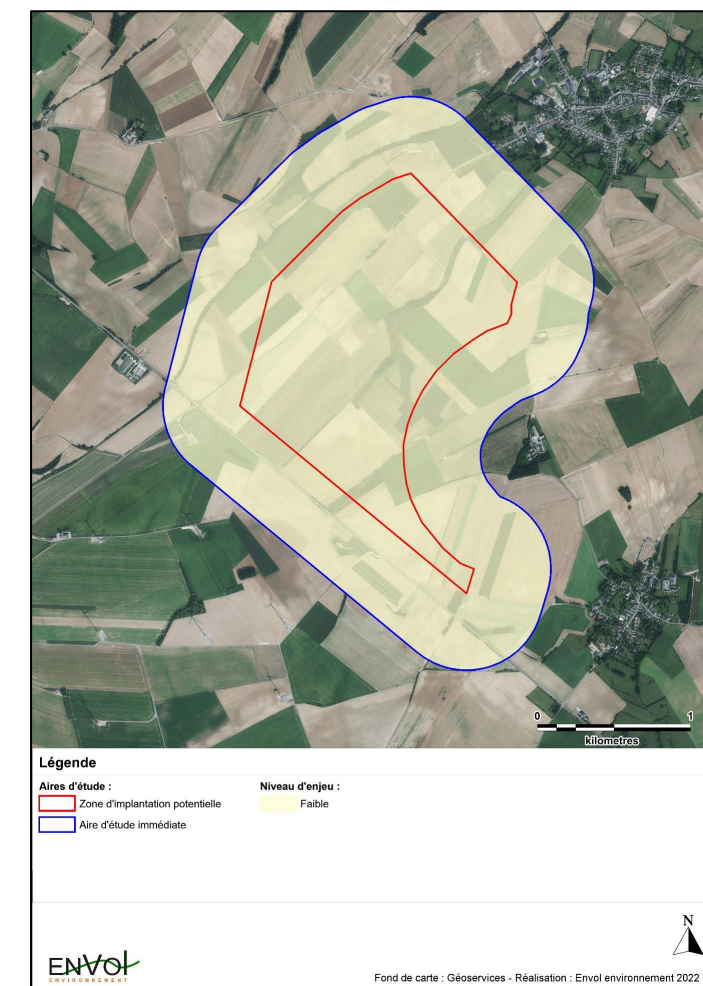 0 1
kilometres
Légende
Aires d'étude : Niveau d'enjeu :
Zone d'implantation potentielle Faible
Aire d'étude immédiate
N
ENVOl
ENVIRONNEMENT
Fond de carte : Géoservices - Réalisation : Envol environnement 2022